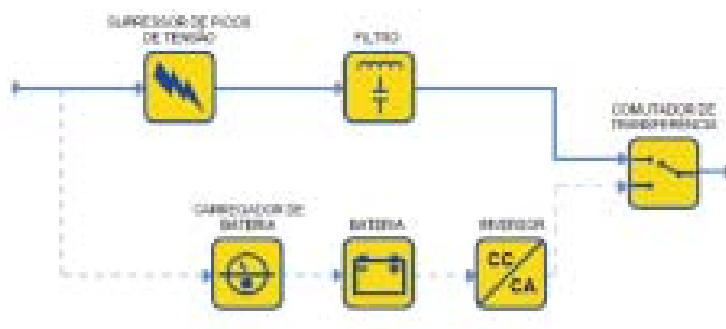 SUPRESSOR DE PICOS
DE TENSÃO
FILTRO
COMUTADOR DE
TRANSFERÊNCIA
CARREGADOR DE
BATERIA
BATERIA
INVERSOR
CC
CA